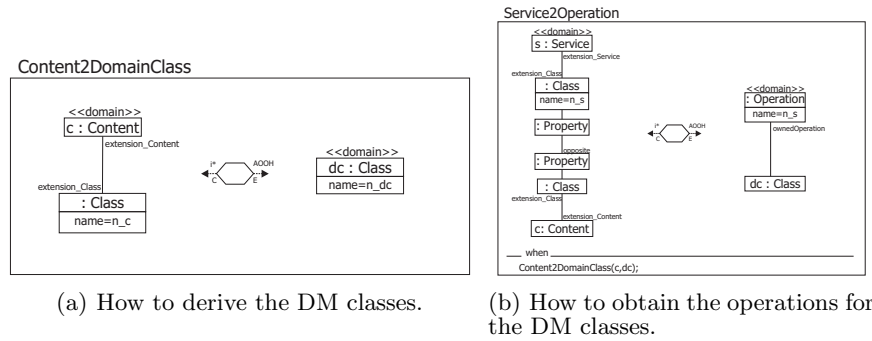 Content2DomainClass
<<domain>>
c : Content
extension_Content
extension_Class
: Class
name=n_c
i*
C
AOOH
E
<<domain>>
dc : Class
name=n_dc
(a) How to derive the DM classes.
Service2Operation
<<domain>>
s : Service
extension_Service
extension_Class
: Class
name=n_s
: Property
opposite
: Property
: Class
extension_Class
extension_Content
c: Content
i*
C
AOOH
E
<<domain>>
: Operation
name=n_s
ownedOperation
dc : Class
when
Content2DomainClass(c,dc);
(b) How to obtain the operations for
the DM classes.